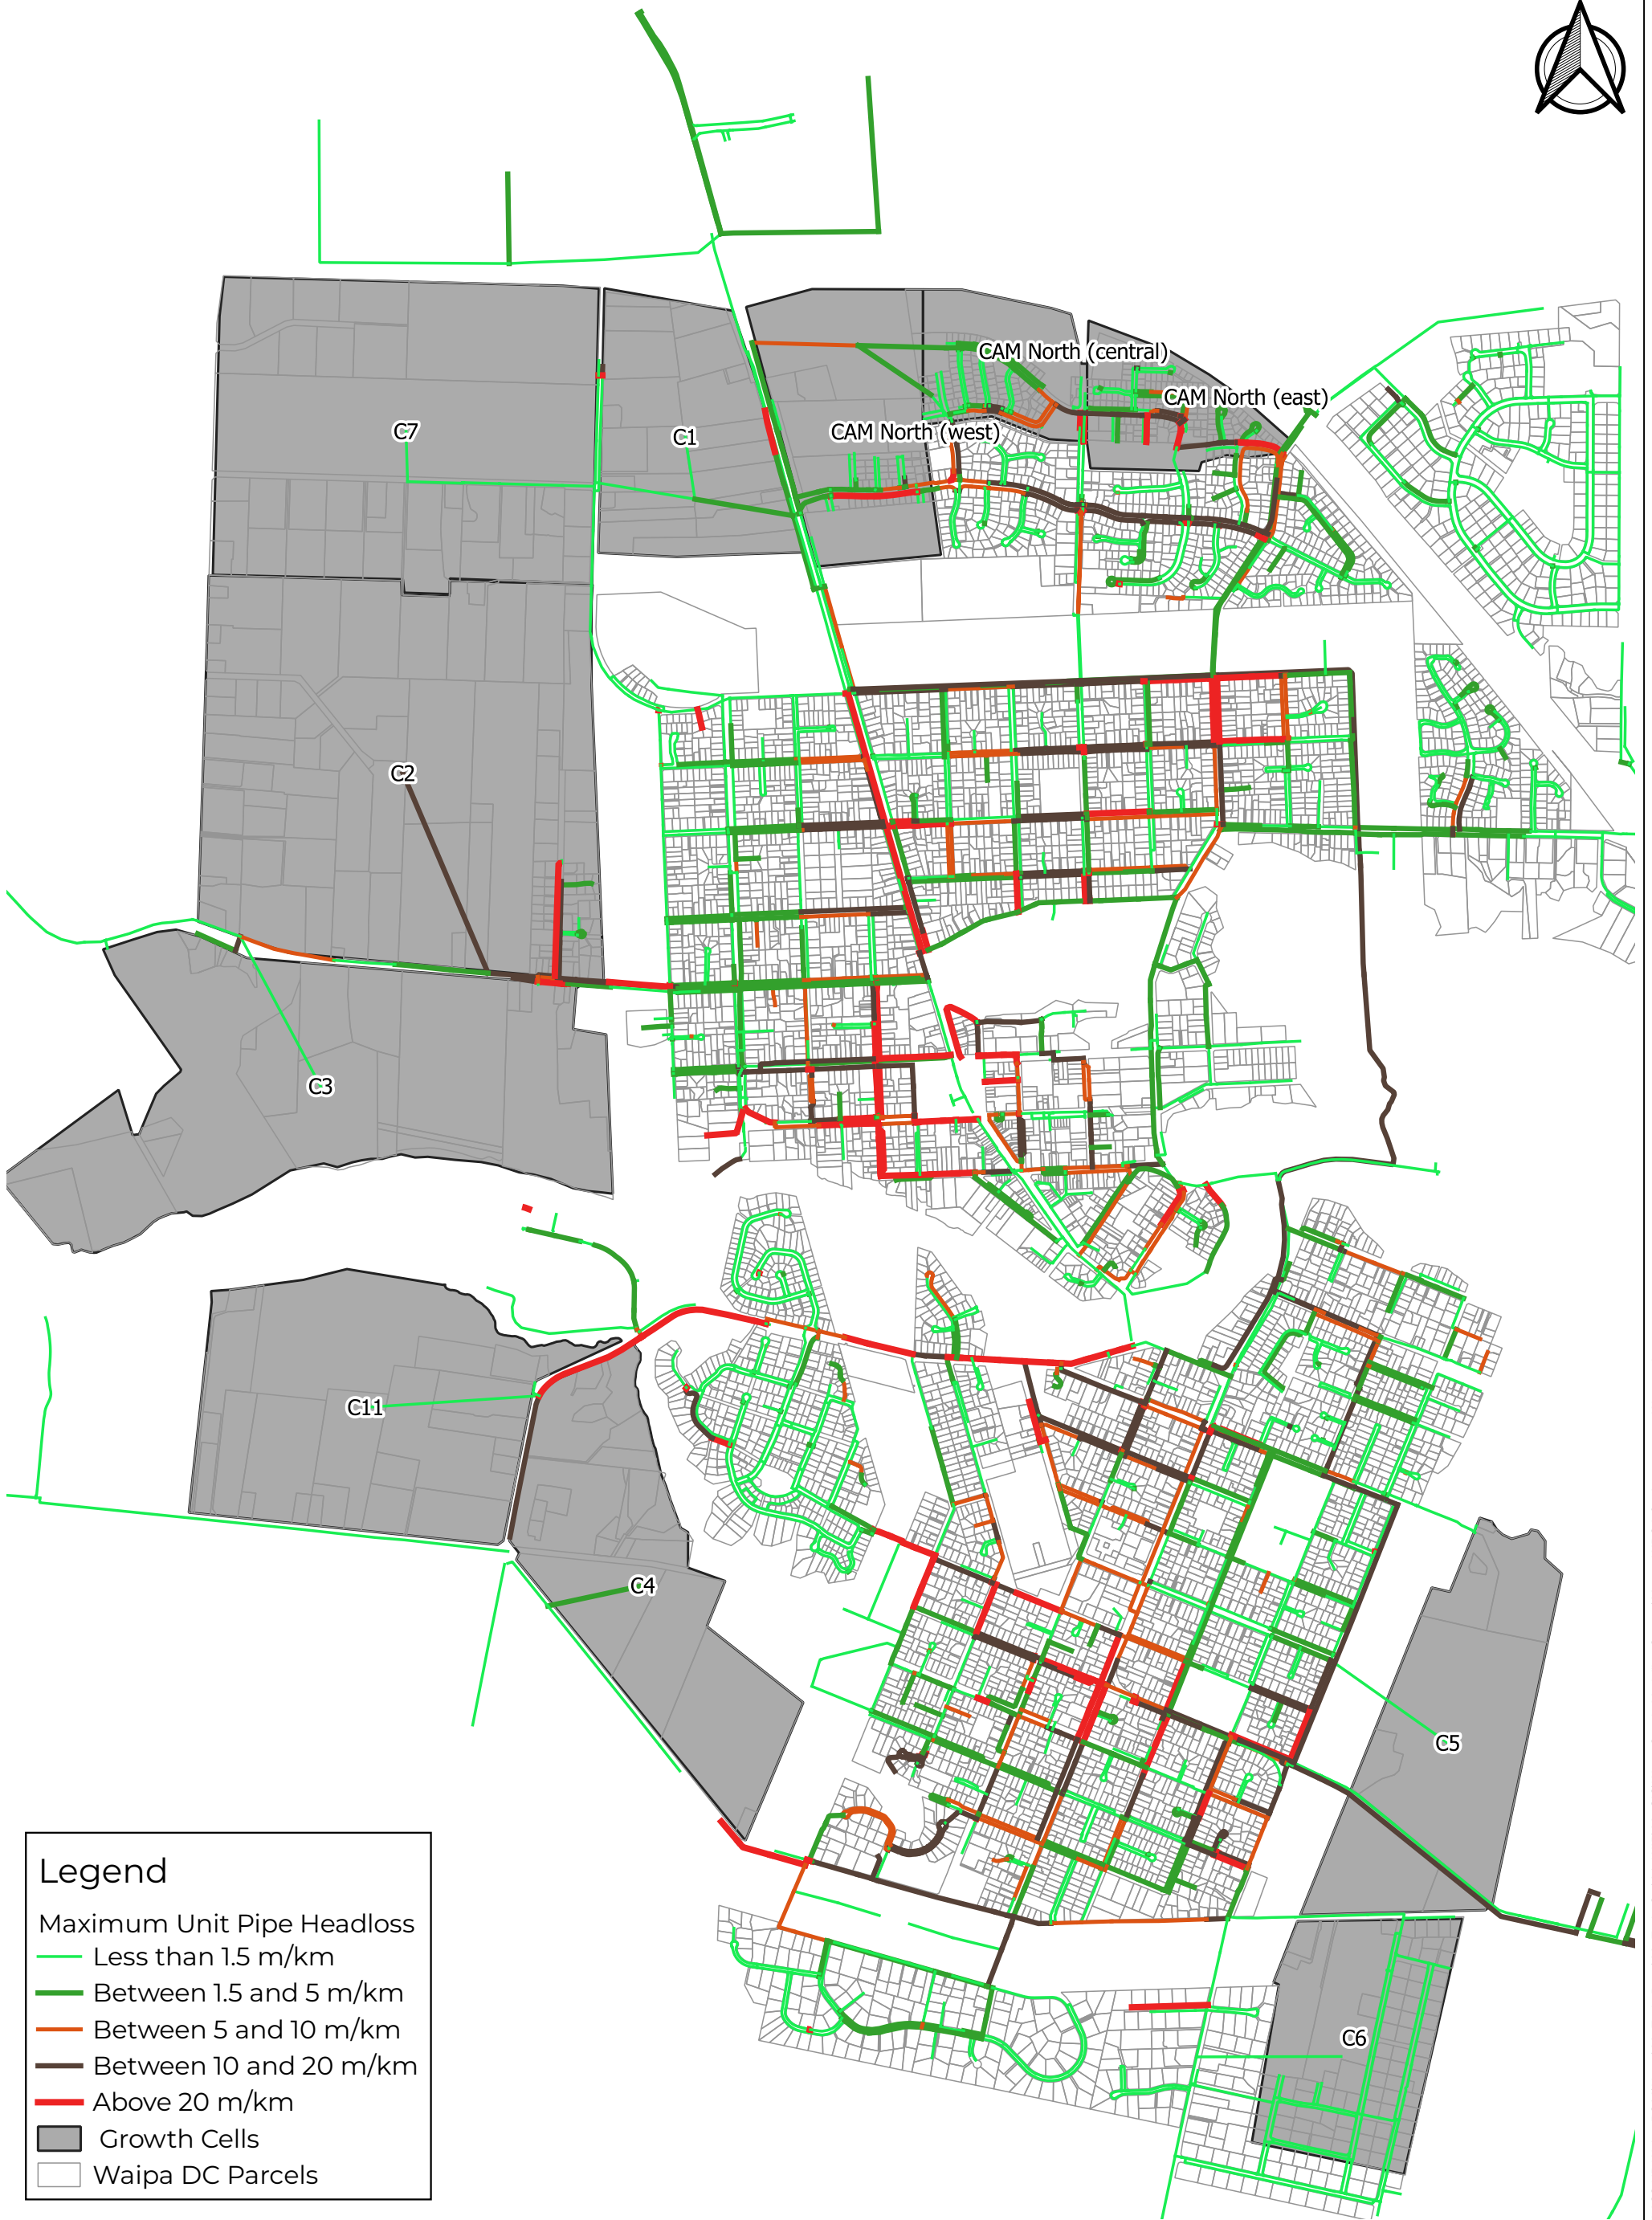 CAM North (central)
CAM North (east)
CAM North (west)
C7
C1
C2
C3
C11
C4
C5
C6
Legend
Maximum Unit Pipe Headloss
Less than 1.5 m/km
Between 1.5 and 5 m/km
Between 5 and 10 m/km
Between 10 and 20 m/km
Above 20 m/km
Growth Cells
Waipa DC Parcels